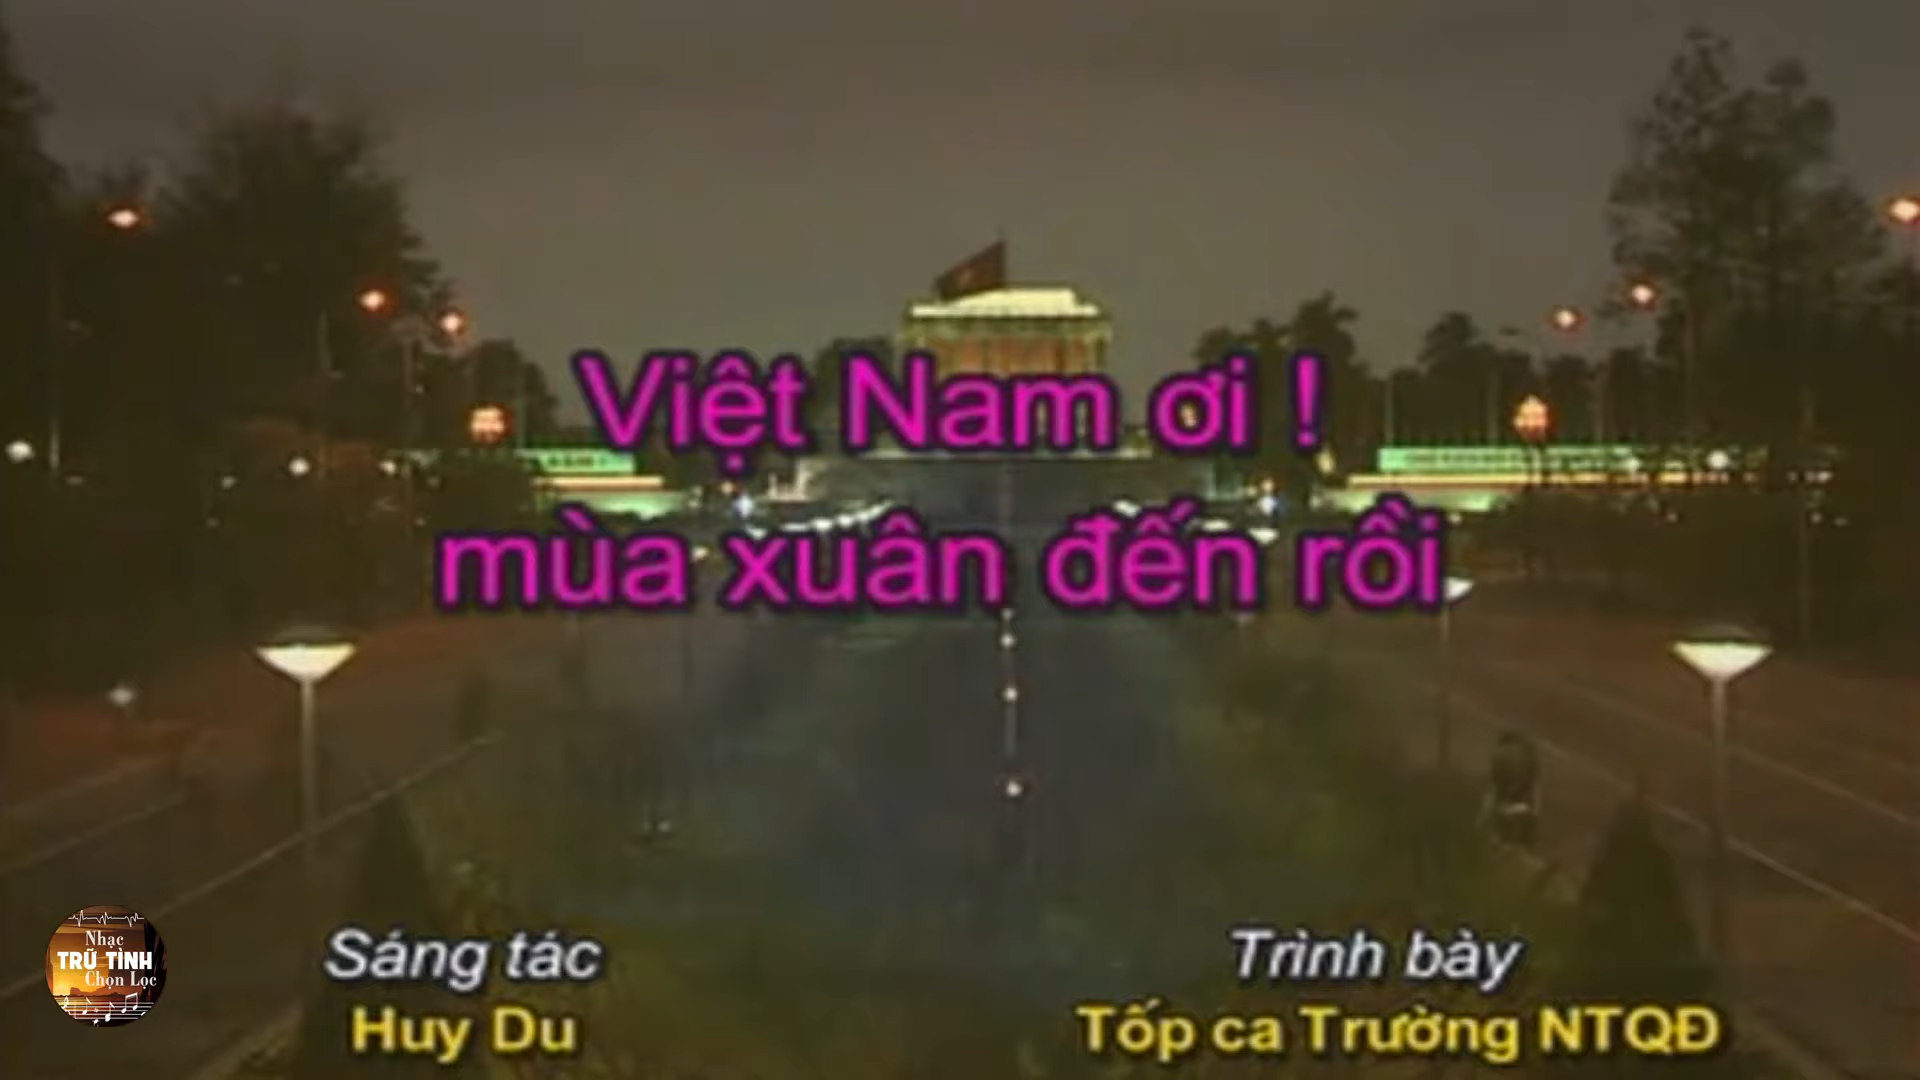 Việt Nam ơi !
mùa xuân đến rồi
Sáng tác
Huy Du
Trình bày
Tốp ca Trường NTQĐ
Nhạc
TRỮ TÌNH
Chọn Lọc